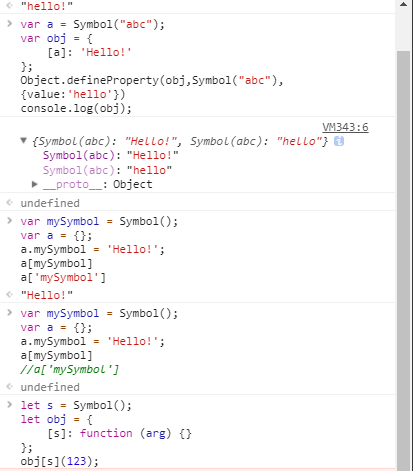 "hello!"
var a = Symbol("abc");
var obj = {
    [a]: 'Hello!'
};
Object.defineProperty(obj,Symbol("abc"),
{value:'hello'})
console.log(obj);
VM343:6
{Symbol(abc): "Hello!", Symbol(abc): "hello"}
Symbol(abc): "Hello!"
Symbol(abc): "hello"
__proto__: Object
undefined
var mySymbol = Symbol();
var a = {};
a.mySymbol = 'Hello!';
a[mySymbol]
a['mySymbol']
"Hello!"
var mySymbol = Symbol();
var a = {};
a.mySymbol = 'Hello!';
a[mySymbol]
//a['mySymbol']
undefined
let s = Symbol();
let obj = {
    [s]: function (arg) {}
};
obj[s](123);